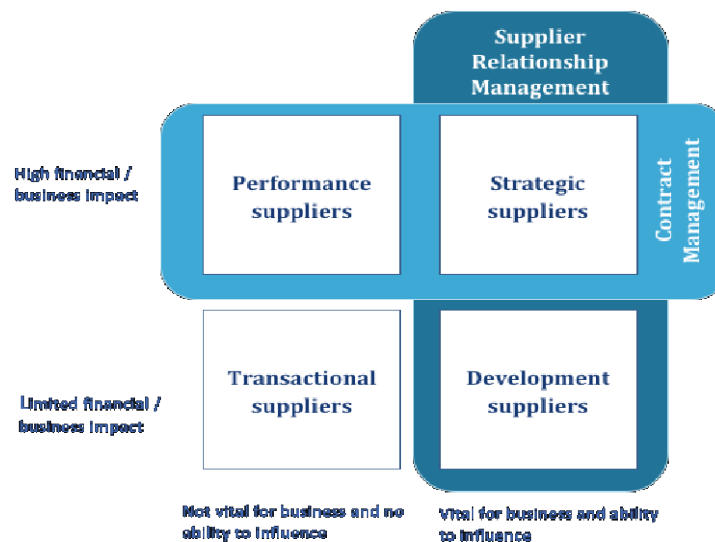 Supplier
Relationship
Management
High financial /
business impact
Performance
suppliers
Strategic
suppliers
Contract
Management
Limited financial /
business impact
Transactional
suppliers
Development
suppliers
Not vital for business and no
ability to influence
Vital for business and ability
to influence